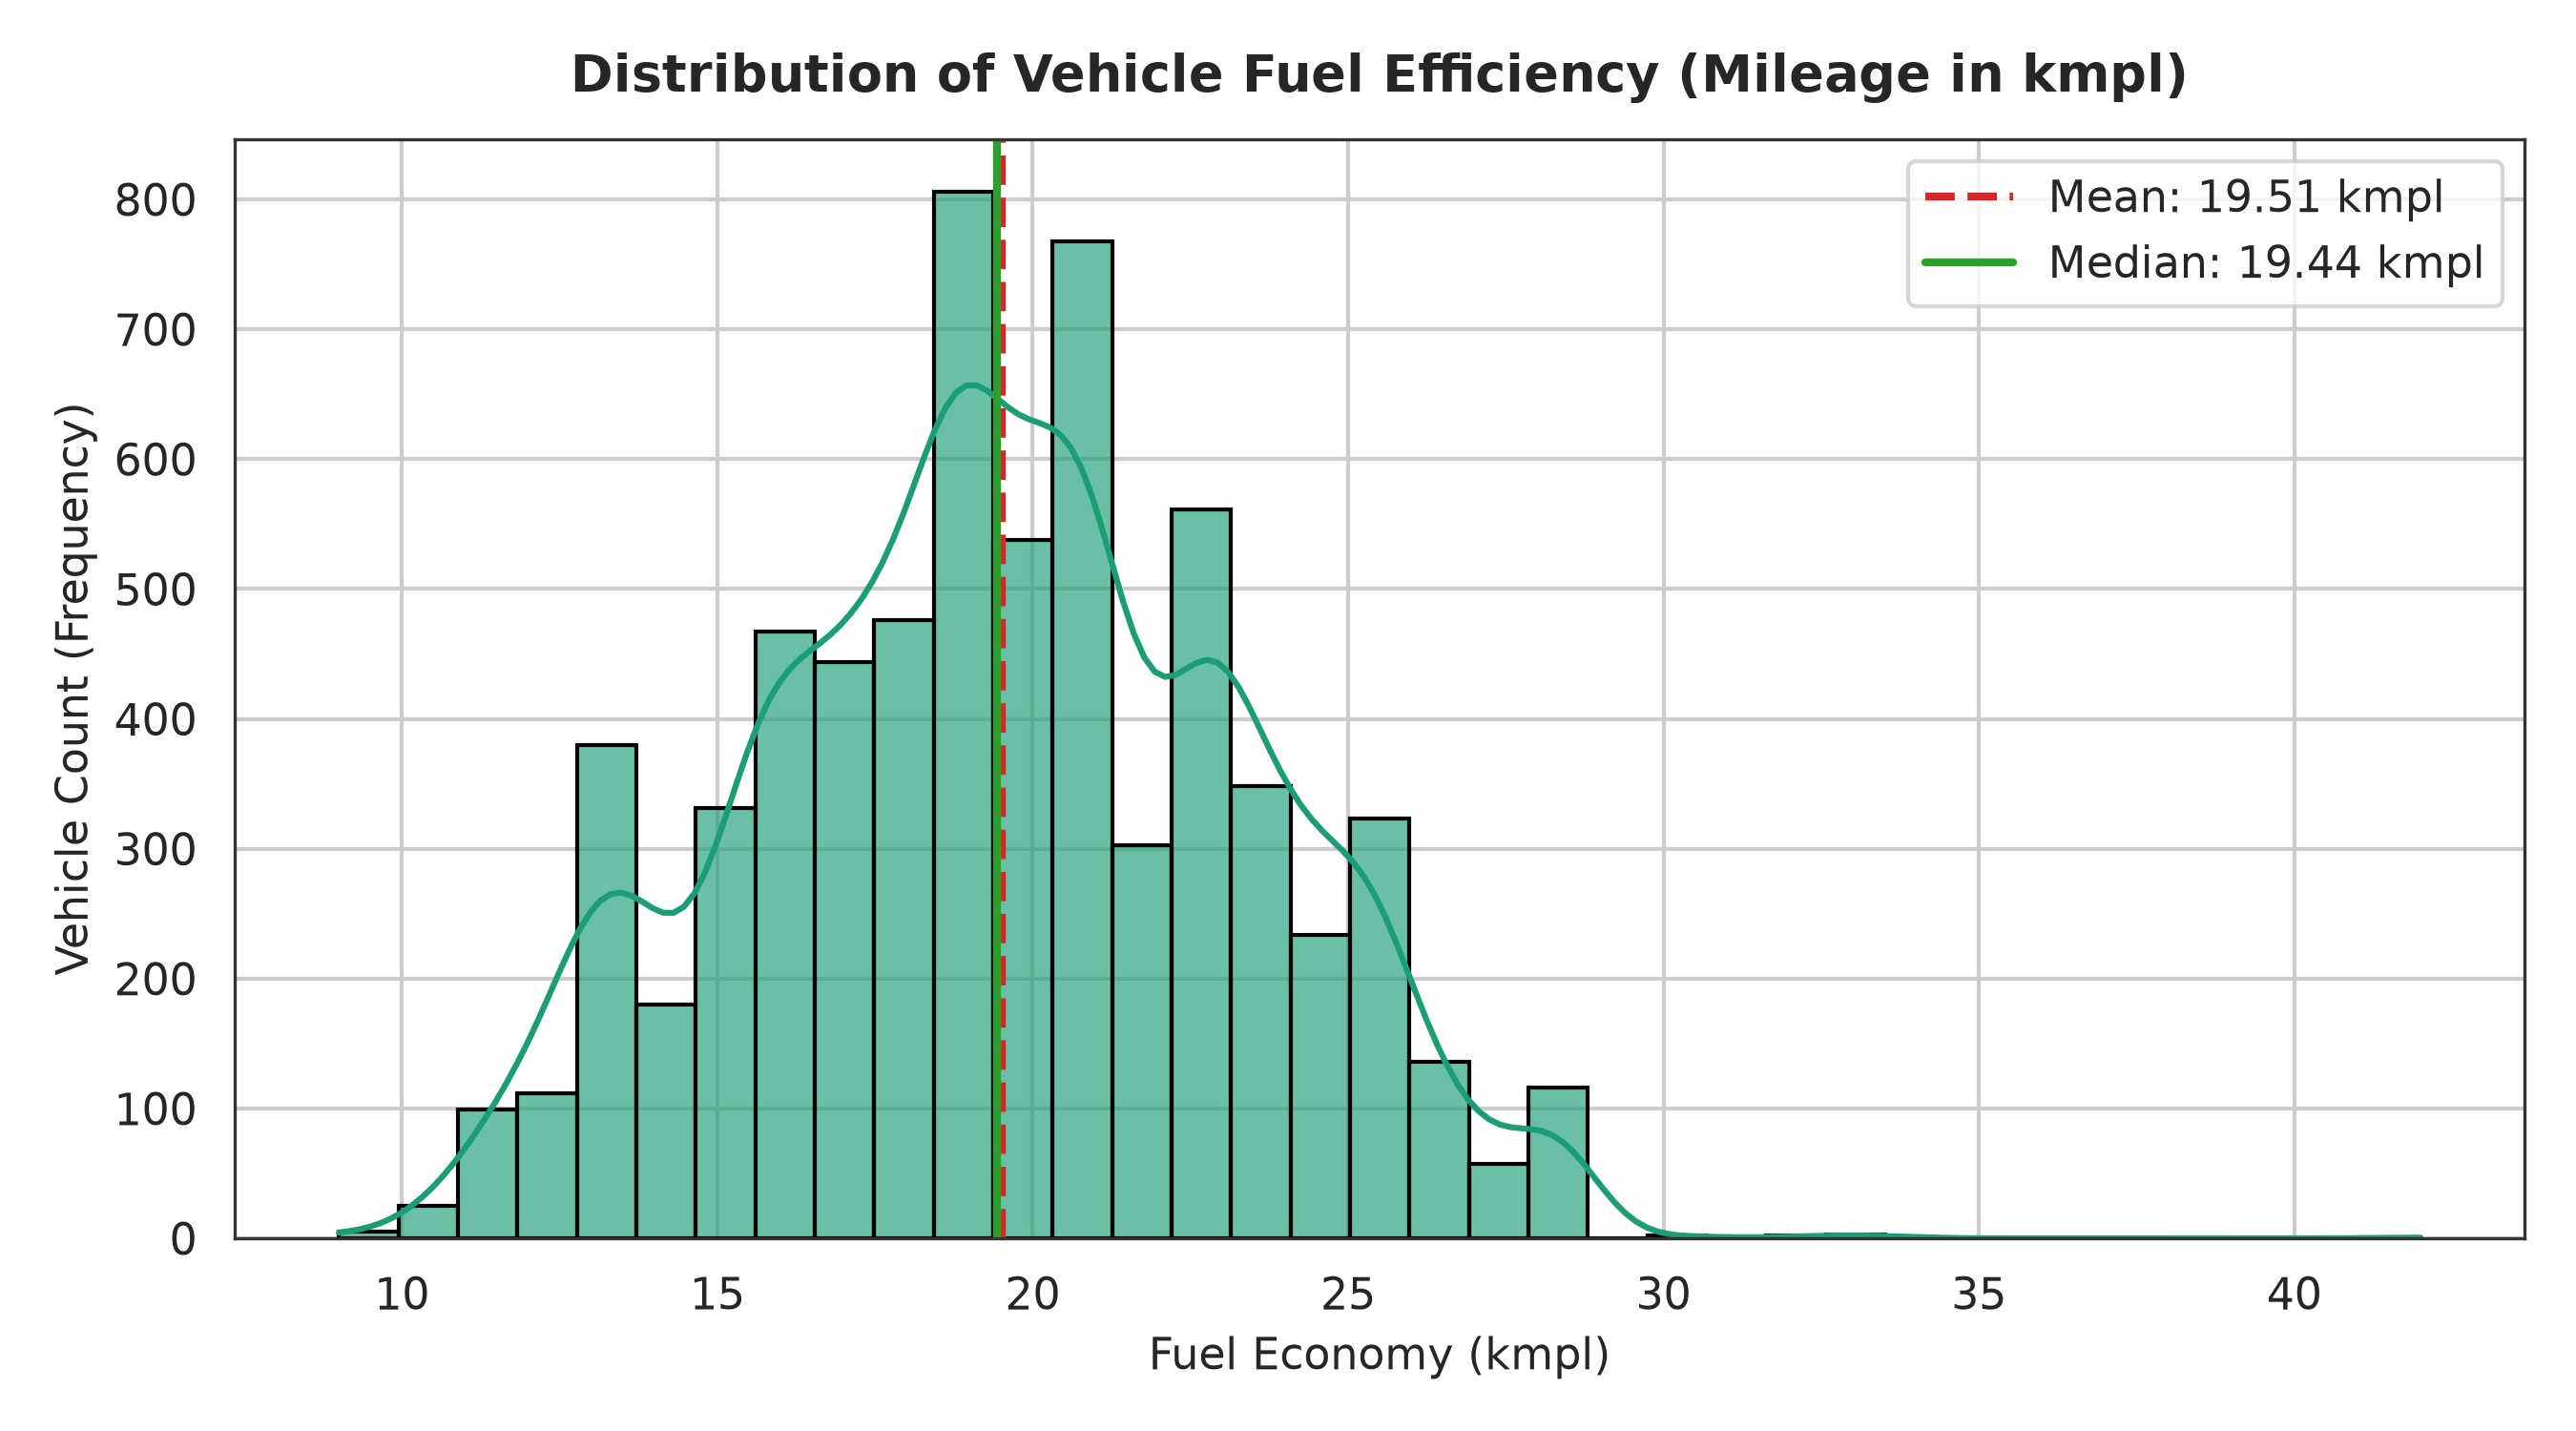 Distribution of Vehicle Fuel Efficiency (Mileage in kmpl)
Mean: 19.51 kmpl
Median: 19.44 kmpl
Vehicle Count (Frequency)
800
700
600
500
400
300
200
100
0
10 15 20 25 30 35 40
Fuel Economy (kmpl)